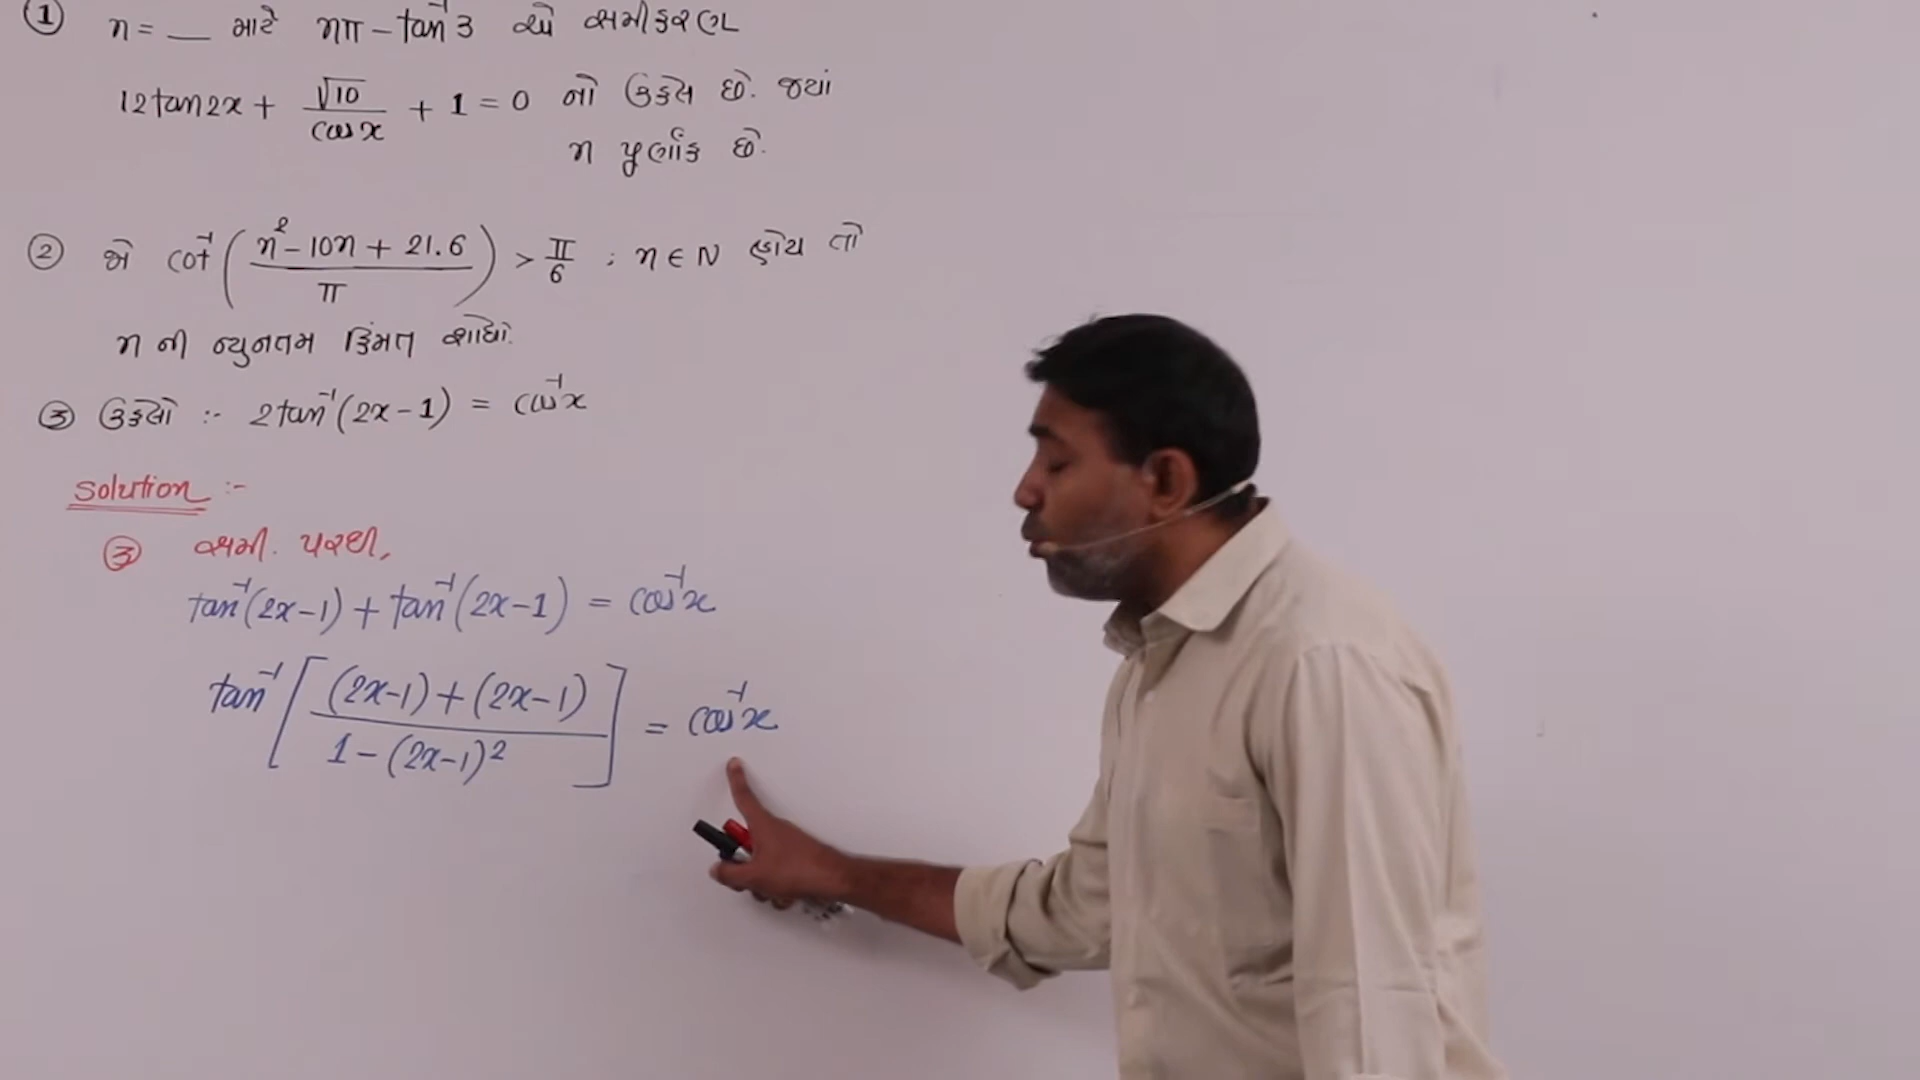 ① n = __ માટે nπ - tan⁻¹3 એ સમીકરણ
12tan2x + √10/cosx + 1 = 0 નો ઉકેલ છે. જ્યાં
n પુર્ણાંક છે.
② જો cot⁻¹((n² - 10n + 21.6)/π) > π/6 ; n ∈ N હોય તો
n ની ન્યુનતમ કિંમત શોધો.
③ ઉકેલો :- 2tan⁻¹(2x - 1) = cos⁻¹x
Solution :-
③ સમી. પરથી,
tan⁻¹(2x-1) + tan⁻¹(2x-1) = cos⁻¹x
tan⁻¹[((2x-1) + (2x-1))/(1 - (2x-1)²)] = cos⁻¹x